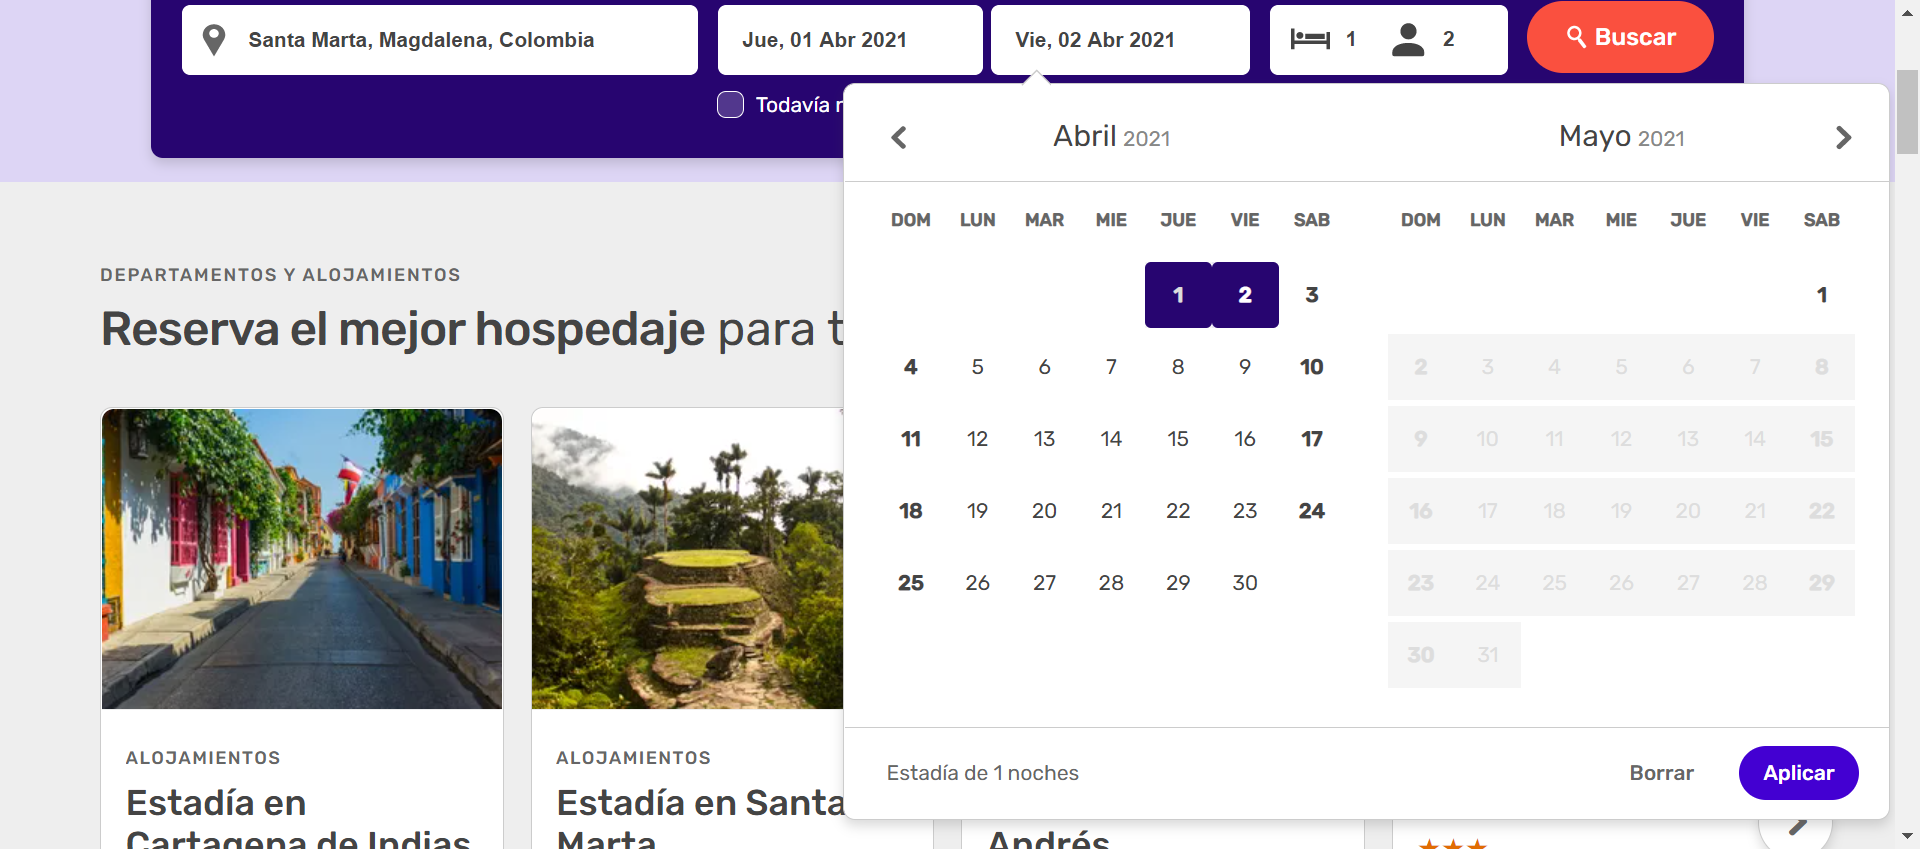 Santa Marta, Magdalena, Colombia
Jue, 01 Abr 2021
Vie, 02 Abr 2021
1
2
Buscar
Todavía
Abril 2021
Mayo 2021
DOM LUN MAR MIE JUE VIE SAB
1 2 3
4 5 6 7 8 9 10
11 12 13 14 15 16 17
18 19 20 21 22 23 24
25 26 27 28 29 30
DOM LUN MAR MIE JUE VIE SAB
1
2 3 4 5 6 7 8
9 10 11 12 13 14 15
16 17 18 19 20 21 22
23 24 25 26 27 28 29
30 31
Estadía de 1 noches
Borrar
Aplicar
DEPARTAMENTOS Y ALOJAMIENTOS
Reserva el mejor hospedaje para
ALOJAMIENTOS
Estadía en
Cartagena de Indias
ALOJAMIENTOS
Estadía en Santa
Marta
Andrés